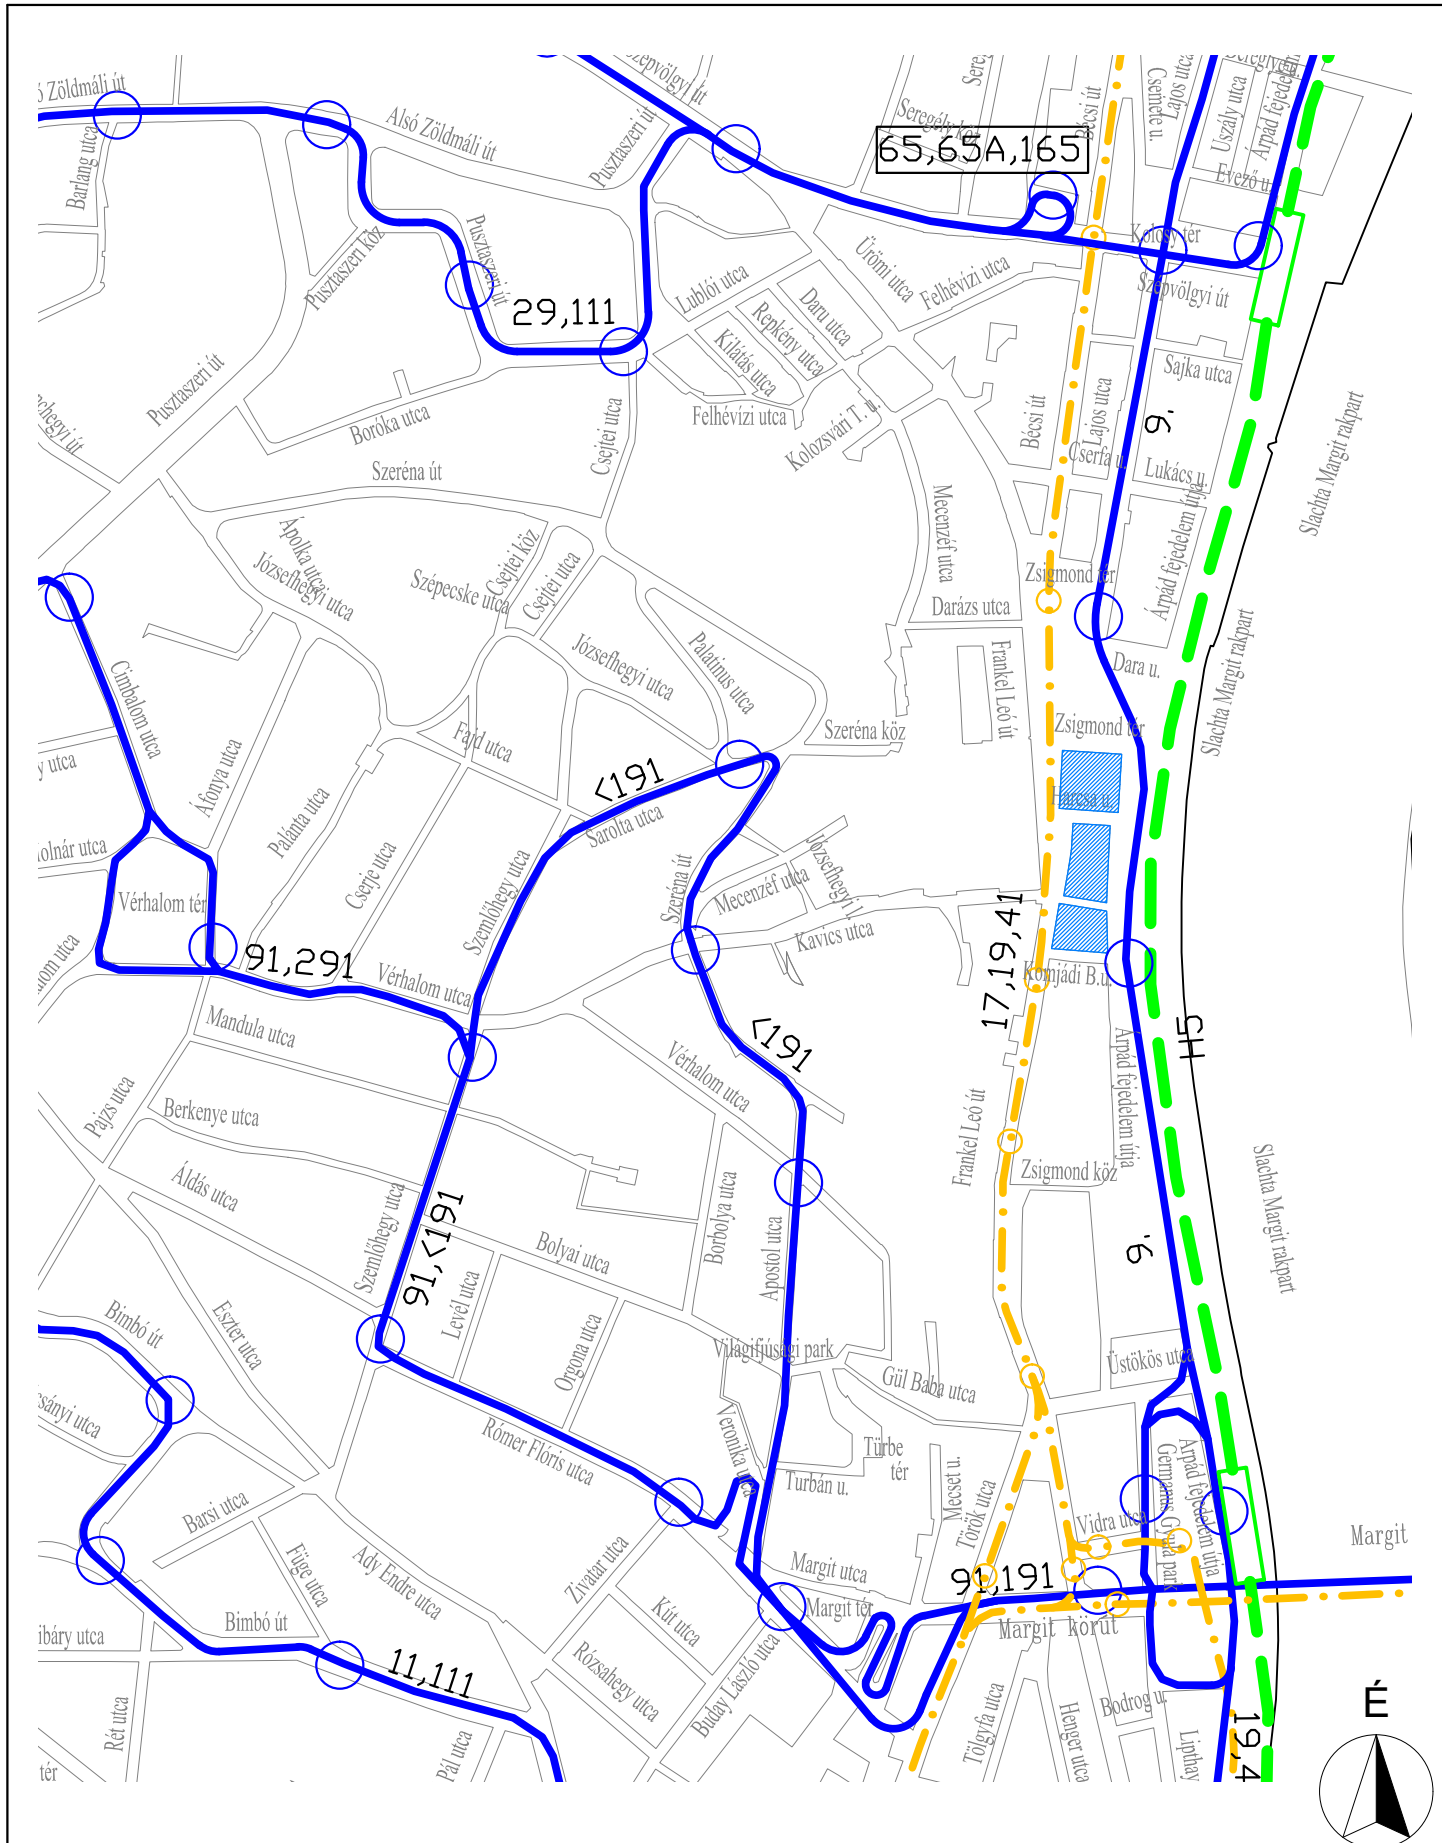 Szépvölgyi út
Alsó Zöldmáli út
Barlang utca
Pusztaszeri út
Seregély köz
65,65A,165
Bécsi út
Csemete u.
Lajos utca
Uszály utca
Evező u.
Kolosy tér
Szépvölgyi út
Pusztaszeri köz
Pusztaszeri út
29,111
Lublói utca
Ürömi utca
Felhévízi utca
Daru utca
Repkény utca
Kilátás utca
Felhévízi utca
Kolozsvári T. u.
Pusztaszeri út
Boróka utca
Csejtei utca
Szeréna út
Bécsi út
Lajos utca
Cserfa u.
Sajka utca
9.
Lukács u.
Slachta Margit rakpart
Árpád fejedelem útja
Mecenzéf utca
Zsigmond tér
Darázs utca
Apolka utca
Józsefhegyi utca
Szépecske utca
Csejtei köz
Csejtei utca
Józsefhegyi utca
Palatinus utca
Frankel Leó út
Dara u.
Slachta Margit rakpart
Zsigmond tér
Szeréna köz
Cimbalom utca
Áfonya utca
Fajd utca
<191
Sarolta utca
Harcsa u.
Palánta utca
Cserje utca
Szemlőhegy utca
Szeréna út
Mecenzéf utca
Józsefhegyi l.
Kavics utca
17,19,41
Vérhalom tér
91,291
Vérhalom utca
Komjádi B.u.
H5
Mandula utca
<191
Vérhalom utca
Árpád fejedelem útja
Pajzs utca
Berkenye utca
Frankel Leó út
Zsigmond köz
Áldás utca
Szemlőhegy utca
91,<191
Borbolya utca
Apostol utca
Bolyai utca
9.
Slachta Margit rakpart
Levél utca
Orgona utca
Bimbó út
Eszter utca
Világifjúsági park
Gül Baba utca
Üstökös utca
Rómer Flóris utca
Veronika utca
Türbe
tér
Turbán u.
Mecset u.
Török utca
Germanus Gyula park
Árpád fejedelem útja
Vidra utca
Barsi utca
Füge utca
Ady Endre utca
Zivatar utca
Margit utca
91,191
Margit
Bimbó út
Kút utca
Margit tér
Margit körút
11,111
Rózsahegy utca
Buday László utca
Rét utca
Pál utca
Tölgyfa utca
Henger utca
Bodrog u.
Lipthay
19,4
tér
É